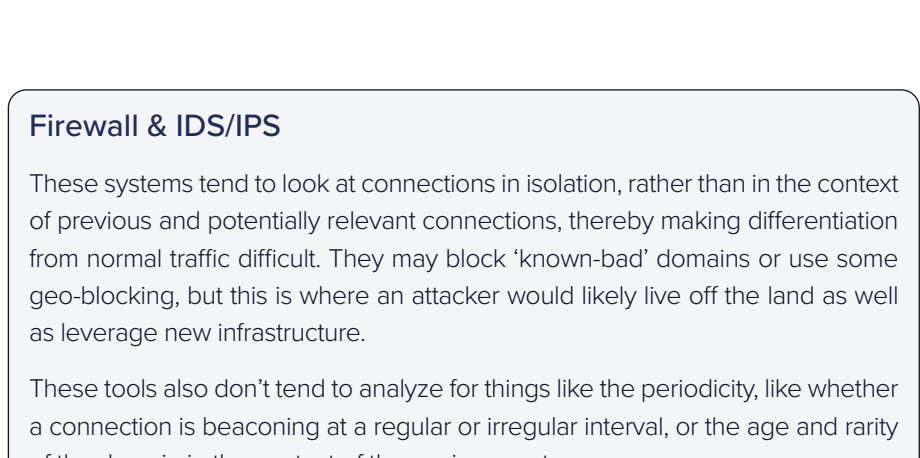 Firewall & IDS/IPS
These systems tend to look at connections in isolation, rather than in the context
of previous and potentially relevant connections, thereby making differentiation
from normal traffic difficult. They may block ‘known-bad’ domains or use some
geo-blocking, but this is where an attacker would likely live off the land as well
as leverage new infrastructure.
These tools also don’t tend to analyze for things like the periodicity, like whether
a connection is beaconing at a regular or irregular interval, or the age and rarity